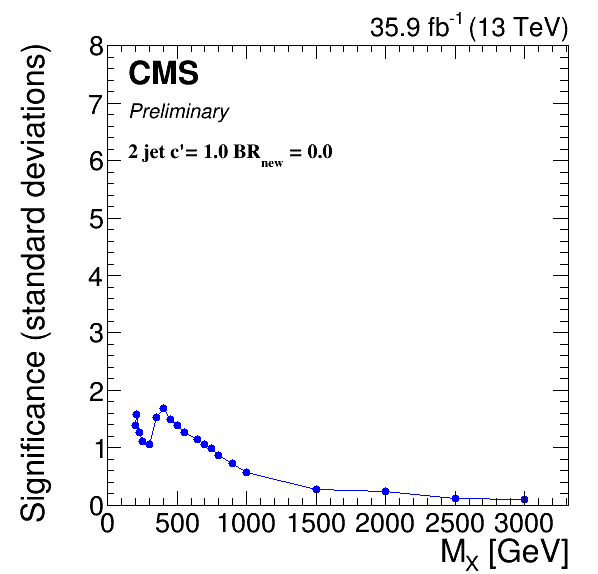 35.9 fb-1 (13 TeV)
CMS
Preliminary
2 jet c'= 1.0 BRnew = 0.0
Significance (standard deviations)
8
7
6
5
4
3
2
1
0
0 500 1000 1500 2000 2500 3000
MX [GeV]